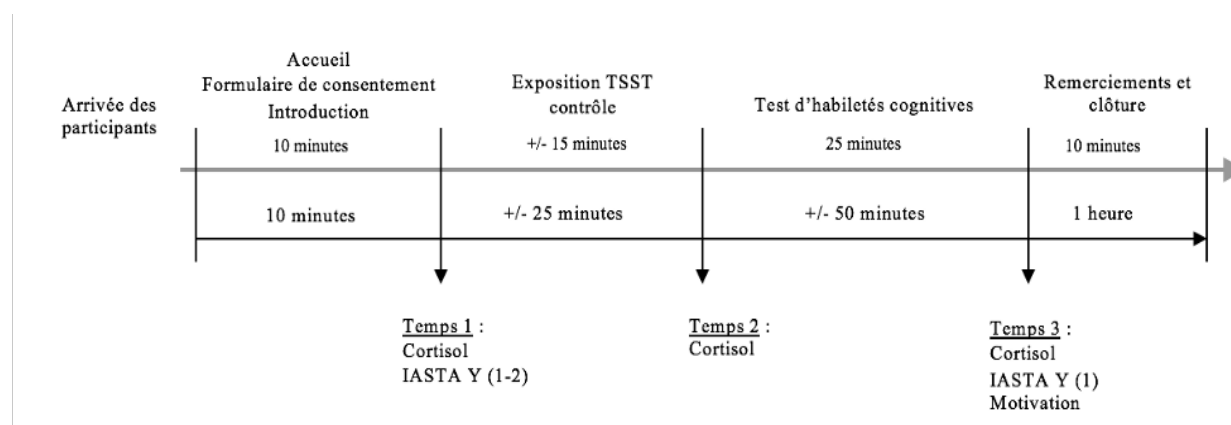 Arrivée des
participants
Accueil
Formulaire de consentement
Introduction
10 minutes
Exposition TSST
contrôle
+/- 15 minutes
Test d'habiletés cognitives
25 minutes
Remerciements et
clôture
10 minutes
10 minutes
+/- 25 minutes
+/- 50 minutes
1 heure
Temps 1 :
Cortisol
IASTA Y (1-2)
Temps 2 :
Cortisol
Temps 3 :
Cortisol
IASTA Y (1)
Motivation